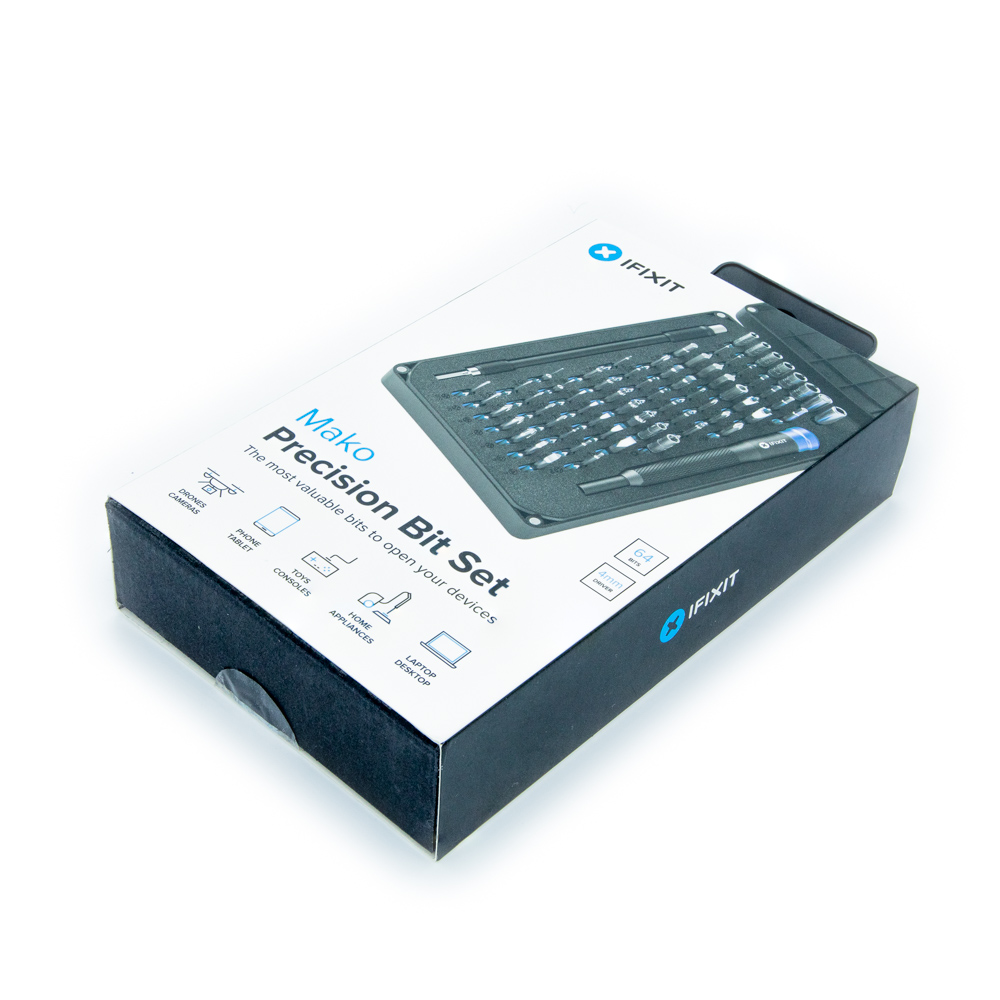 IFIXIT
IFIXIT
Mako
Precision Bit Set
The most valuable bits to open your devices
DRONES
CAMERAS
PHONE
TABLET
TOYS
CONSOLES
HOME
APPLIANCES
LAPTOP
DESKTOP
64
BITS
4mm
DRIVER
IFIXIT